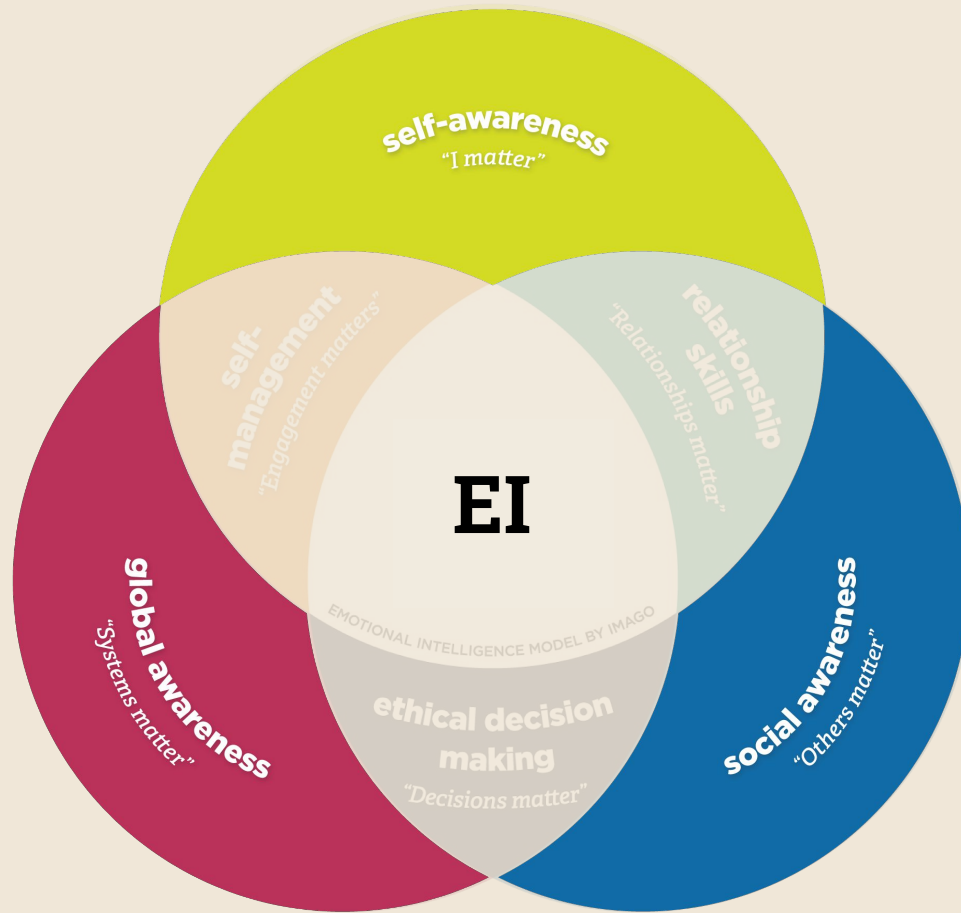 self-awareness
“I matter”
self-
management
“Engagement matters”
relationship
skills
“Relationships matter”
EI
EMOTIONAL INTELLIGENCE MODEL BY IMAGO
global awareness
“Systems matter”
social awareness
“Others matter”
ethical decision
making
“Decisions matter”